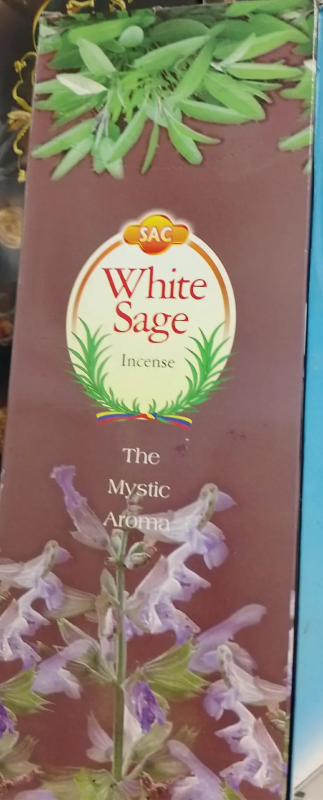 SAC
White
Sage
Incense
The
Mystic
Aroma